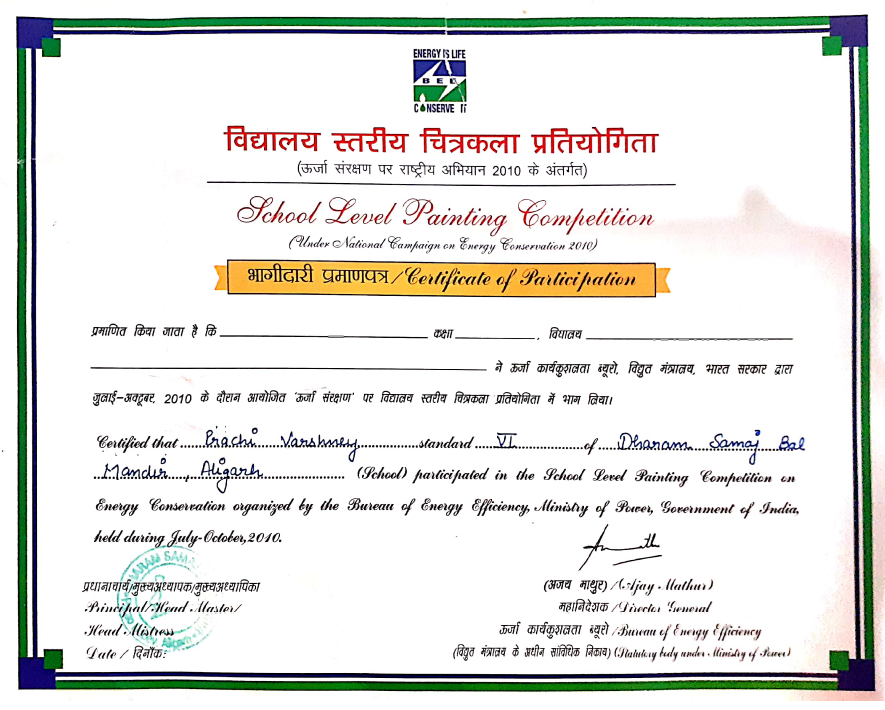 ENERGY IS LIFE
BEE
CONSERVE IT
विद्यालय स्तरीय चित्रकला प्रतियोगिता
(ऊर्जा संरक्षण पर राष्ट्रीय अभियान 2010 के अंतर्गत)
School Level Painting Competition
(Under National Campaign on Energy Conservation 2010)
भागीदारी प्रमाणपत्र/Certificate of Participation
प्रमाणित किया जाता है कि कक्षा , विद्यालय
ने ऊर्जा कार्यकुशलता ब्यूरो, विद्युत मंत्रालय, भारत सरकार द्वारा
जुलाई-अक्टूबर, 2010 के दौरान आयोजित 'ऊर्जा संरक्षण' पर विद्यालय स्तरीय चित्रकला प्रतियोगिता में भाग लिया।
Certified that Prachi Varshney standard VI of Dharam Samaj Bal
Mandir, Aligarh (School) participated in the School Level Painting Competition on
Energy Conservation organized by the Bureau of Energy Efficiency, Ministry of Power, Government of India,
held during July-October,2010.
प्रधानाचार्य/मुख्यअध्यापक/मुख्यअध्यापिका
Principal/Head Master/
Head Mistress
Date / दिनाँक:
(अजय माथुर) /(Ajay Mathur)
महानिदेशक /Director General
ऊर्जा कार्यकुशलता ब्यूरो /Bureau of Energy Efficiency
(विद्युत मंत्रालय के अधीन सांविधिक निकाय) (Statutory body under Ministry of Power)